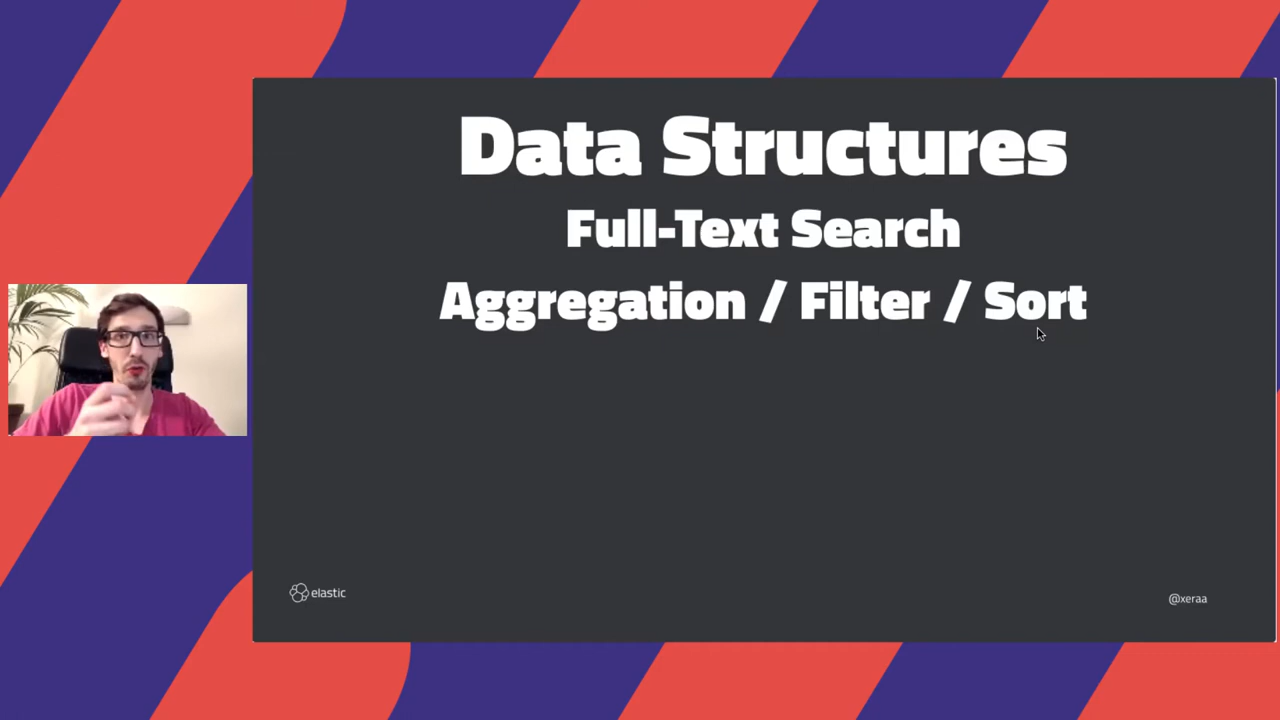 Data Structures
Full-Text Search
Aggregation / Filter / Sort
elastic
@xeraa